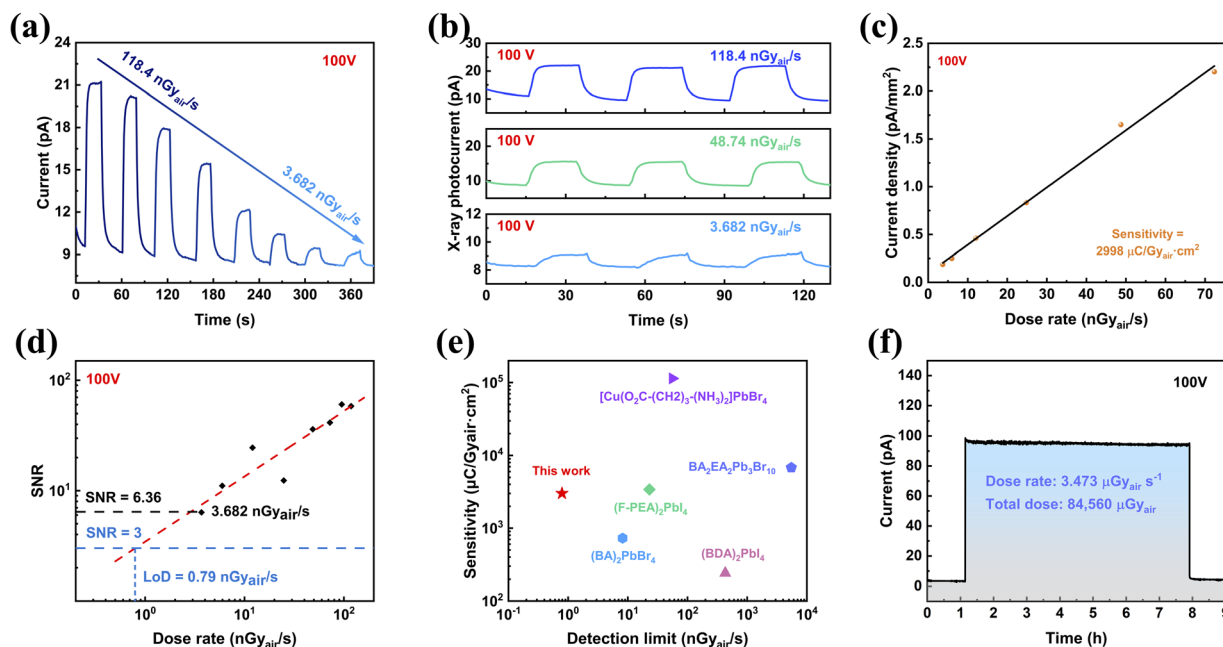 (a)
100V
118.4 nGyair/s
3.682 nGyair/s
Current (pA)
24
21
18
15
12
9
0 60 120 180 240 300 360
Time (s)
(b)
X-ray photocurrent (pA)
30
20
10
100 V
118.4 nGyair/s
20
10
100 V
48.74 nGyair/s
12
10
8
100 V
3.682 nGyair/s
0 30 60 90 120
Time (s)
(c)
100V
Current density (pA/mm²)
2.5
2.0
1.5
1.0
0.5
0.0
Sensitivity =
2998 μC/Gyair·cm²
0 10 20 30 40 50 60 70
Dose rate (nGyair/s)
(d)
100V
SNR
10²
10¹
SNR = 6.36
3.682 nGyair/s
SNR = 3
LoD = 0.79 nGyair/s
10⁰ 10¹ 10²
Dose rate (nGyair/s)
(e)
Sensitivity (μC/Gyair·cm²)
10⁵
10⁴
10³
10²
[Cu(O₂C-(CH2)₃-(NH₃)₂]PbBr₄
This work
BA₂EA₂Pb₃Br₁₀
(F-PEA)₂PbI₄
(BA)₂PbBr₄
(BDA)₂PbI₄
10⁻¹ 10⁰ 10¹ 10² 10³ 10⁴ 10⁵
Detection limit (nGyair/s)
(f)
100V
Current (pA)
140
120
100
80
60
40
20
0
Dose rate: 3.473 μGyair s⁻¹
Total dose: 84,560 μGyair
0 1 2 3 4 5 6 7 8 9
Time (h)